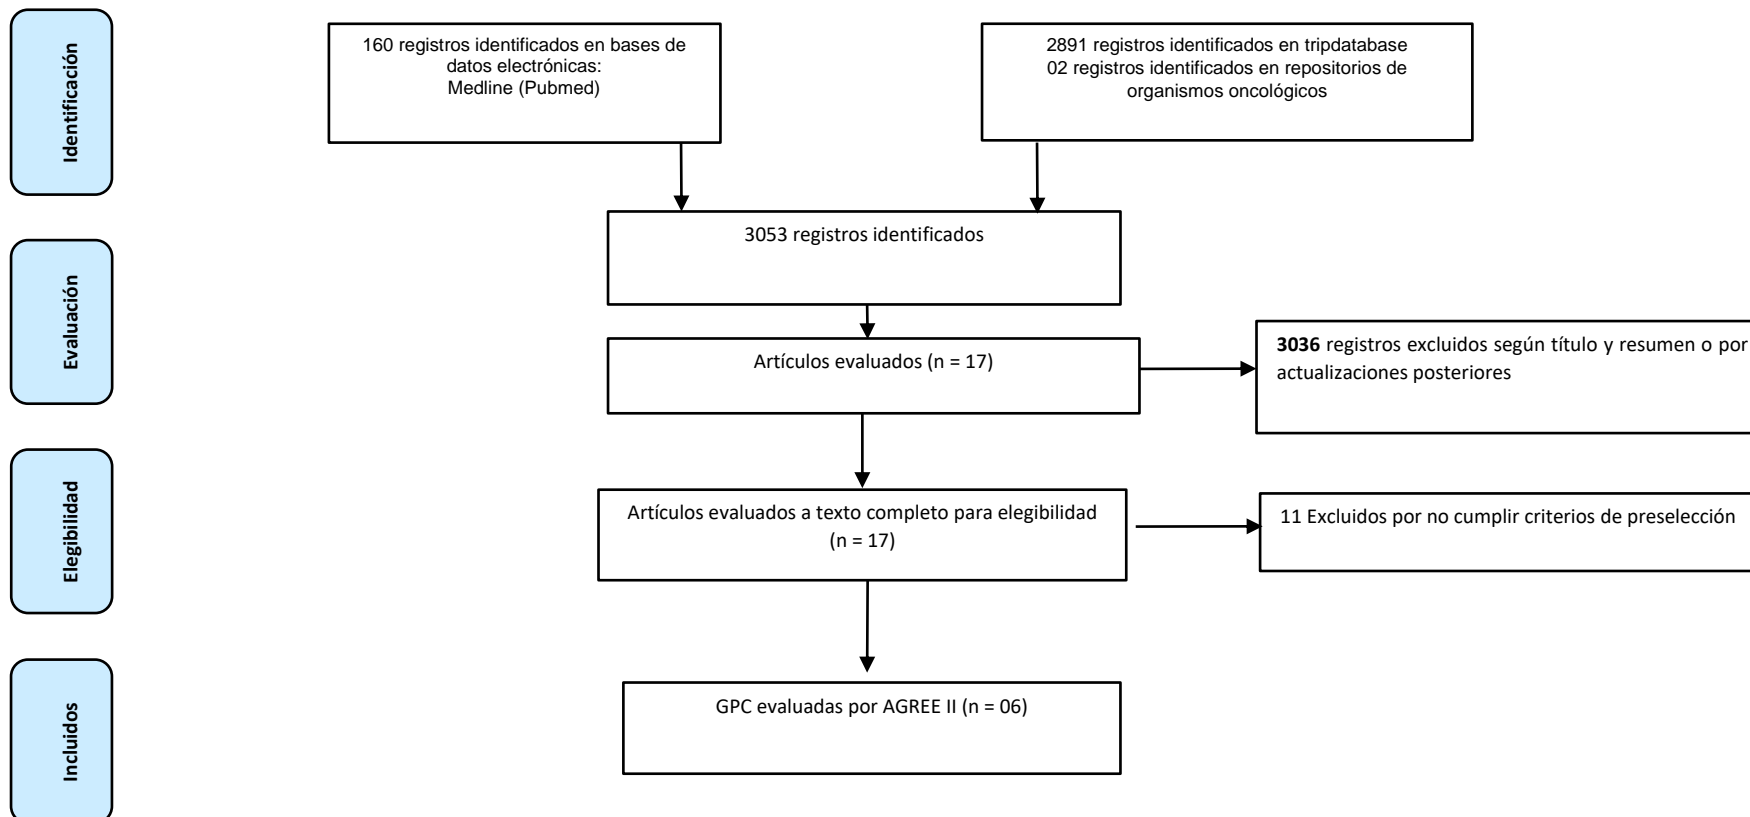 Identificación
160 registros identificados en bases de
datos electrónicas:
Medline (Pubmed)
2891 registros identificados en tripdatabase
02 registros identificados en repositorios de
organismos oncológicos
3053 registros identificados
Evaluación
Artículos evaluados (n = 17)
3036 registros excluidos según título y resumen o por
actualizaciones posteriores
Elegibilidad
Artículos evaluados a texto completo para elegibilidad
(n = 17)
11 Excluidos por no cumplir criterios de preselección
Incluidos
GPC evaluadas por AGREE II (n = 06)